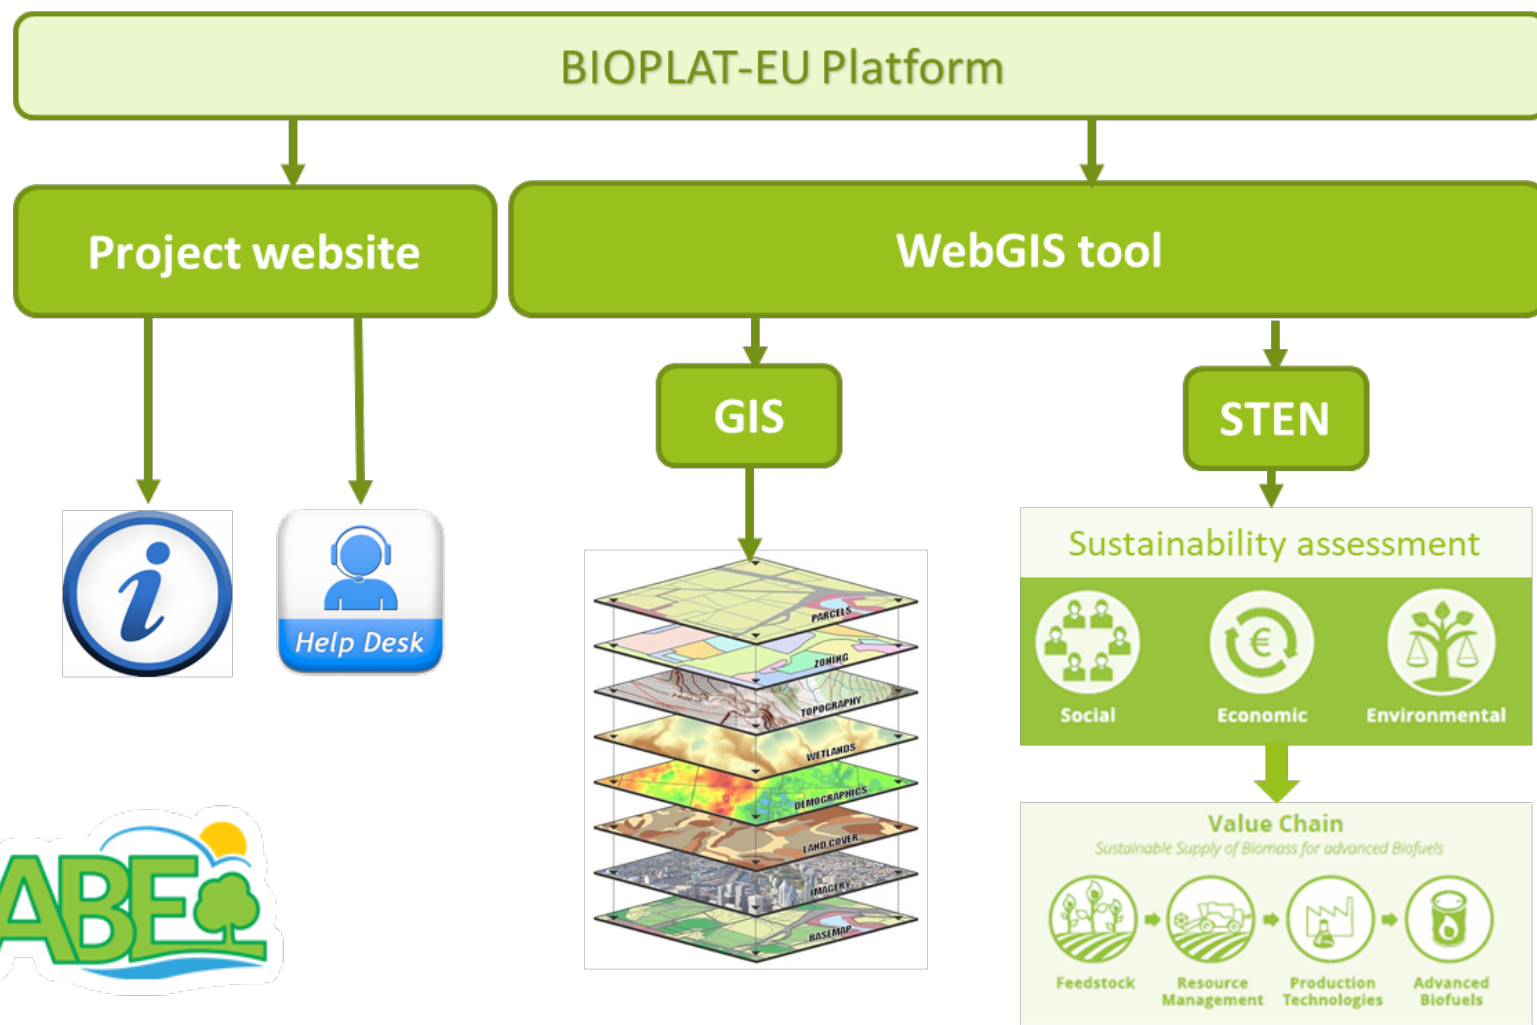 BIOPLAT-EU Platform
Project website
WebGIS tool
GIS
STEN
i
Help Desk
PARCELS
ZONING
TOPOGRAPHY
WETLANDS
DEMOGRAPHICS
LAND COVER
IMAGERY
BASEMAP
Sustainability assessment
Social
Economic
Environmental
€
Value Chain
Sustainable Supply of Biomass for advanced Biofuels
Feedstock
Resource
Management
Production
Technologies
Advanced
Biofuels
ABE